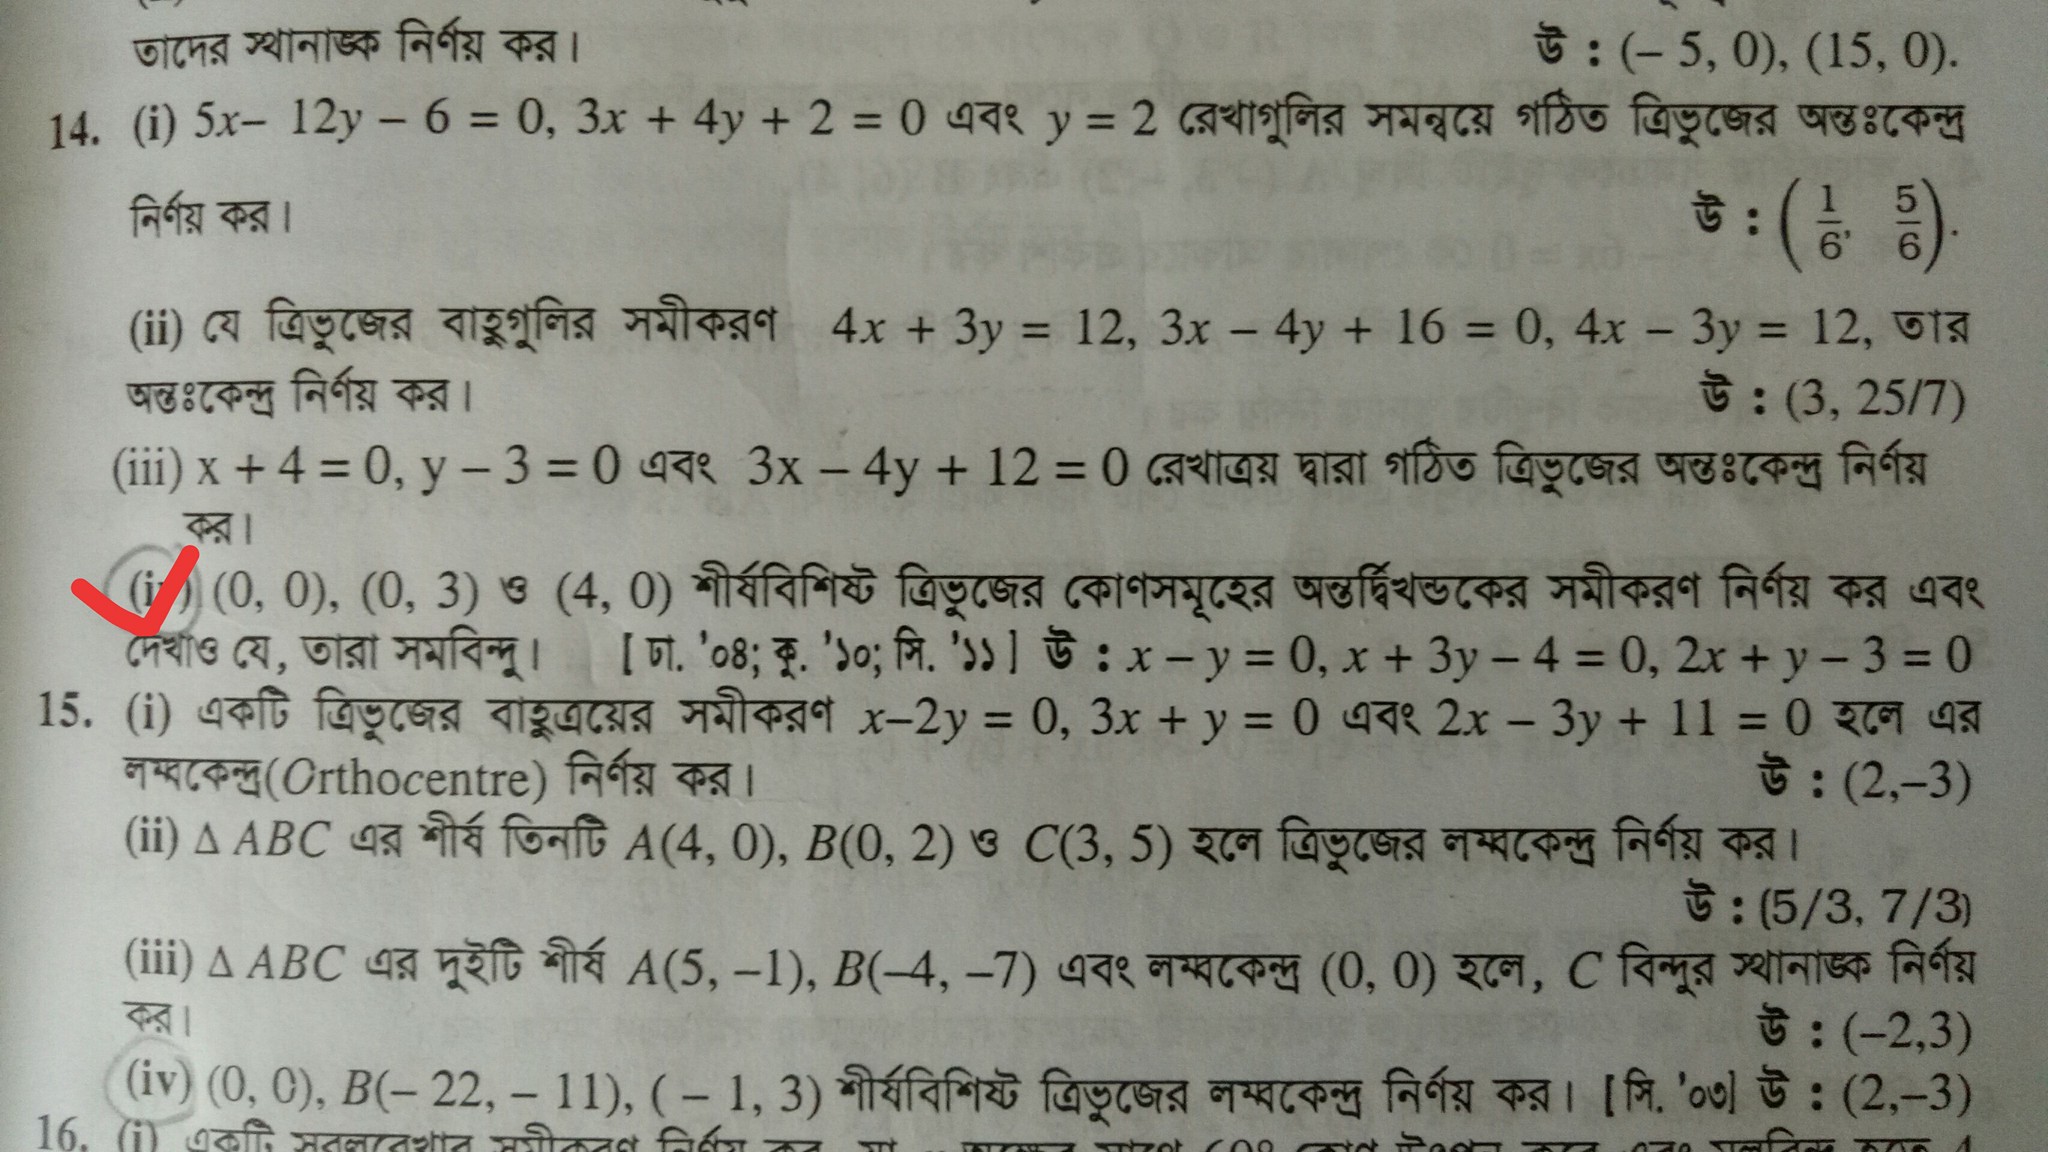 তাদের স্থানাঙ্ক নির্ণয় কর। উ : (– 5, 0), (15, 0).
14. (i) 5x– 12y – 6 = 0, 3x + 4y + 2 = 0 এবং y = 2 রেখাগুলির সমন্বয়ে গঠিত ত্রিভুজের অন্তঃকেন্দ্র
নির্ণয় কর। উ : (1/6, 5/6).
(ii) যে ত্রিভুজের বাহুগুলির সমীকরণ 4x + 3y = 12, 3x – 4y + 16 = 0, 4x – 3y = 12, তার
অন্তঃকেন্দ্র নির্ণয় কর। উ : (3, 25/7)
(iii) x + 4 = 0, y – 3 = 0 এবং 3x – 4y + 12 = 0 রেখাত্রয় দ্বারা গঠিত ত্রিভুজের অন্তঃকেন্দ্র নির্ণয়
কর।
(iv) (0, 0), (0, 3) ও (4, 0) শীর্ষবিশিষ্ট ত্রিভুজের কোণসমূহের অন্তর্দ্বিখন্ডকের সমীকরণ নির্ণয় কর এবং
দেখাও যে, তারা সমবিন্দু। [ ঢা. '০৪; কু. '১০; সি. '১১ ] উ : x – y = 0, x + 3y – 4 = 0, 2x + y – 3 = 0
15. (i) একটি ত্রিভুজের বাহুত্রয়ের সমীকরণ x–2y = 0, 3x + y = 0 এবং 2x – 3y + 11 = 0 হলে এর
লম্বকেন্দ্র(Orthocentre) নির্ণয় কর। উ : (2,–3)
(ii) Δ ABC এর শীর্ষ তিনটি A(4, 0), B(0, 2) ও C(3, 5) হলে ত্রিভুজের লম্বকেন্দ্র নির্ণয় কর।
উ : (5/3, 7/3)
(iii) Δ ABC এর দুইটি শীর্ষ A(5, –1), B(–4, –7) এবং লম্বকেন্দ্র (0, 0) হলে, C বিন্দুর স্থানাঙ্ক নির্ণয়
কর। উ : (–2,3)
(iv) (0, 0), B(– 22, – 11), ( – 1, 3) শীর্ষবিশিষ্ট ত্রিভুজের লম্বকেন্দ্র নির্ণয় কর। [ সি. '০৩] উ : (2,–3)
16. (i) একটি সরলরেখার সমীকরণ নির্ণয় কর